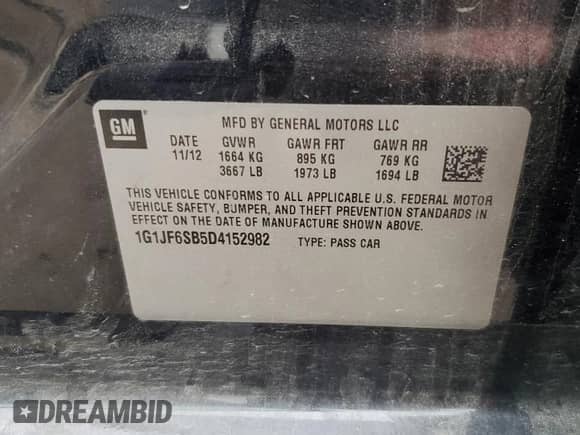 GM
MFD BY GENERAL MOTORS LLC
DATE GVWR GAWR FRT GAWR RR
11/12 1664 KG 895 KG 769 KG
3667 LB 1973 LB 1694 LB
THIS VEHICLE CONFORMS TO ALL APPLICABLE U.S. FEDERAL MOTOR
VEHICLE SAFETY, BUMPER, AND THEFT PREVENTION STANDARDS IN
EFFECT ON THE DATE OF MANUFACTURE SHOWN ABOVE.
1G1JF6SB5D4152982 TYPE: PASS CAR
DREAMBID